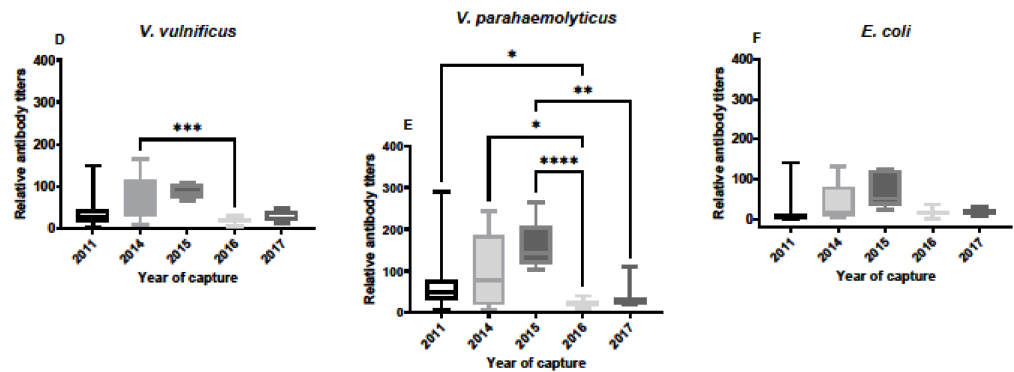 V. vulnificus
D
Relative antibody titers
400
300
200
100
0
***
2011
2014
2015
2016
2017
Year of capture
V. parahaemolyticus
E
Relative antibody titers
400
300
200
100
0
*
**
*
****
2011
2014
2015
2016
2017
Year of capture
E. coli
F
Relative antibody titers
400
300
200
100
0
2011
2014
2015
2016
2017
Year of capture